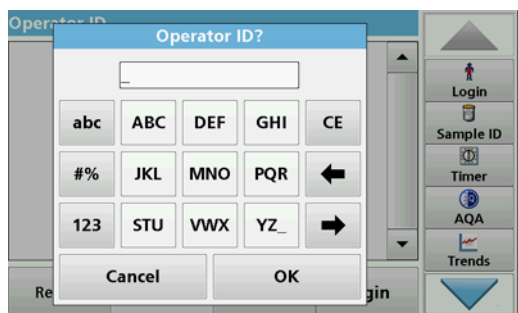 Operator ID
Operator ID?
_
abc ABC DEF GHI CE
#% JKL MNO PQR
123 STU VWX YZ_
Cancel OK
Login
Sample ID
Timer
AQA
Trends